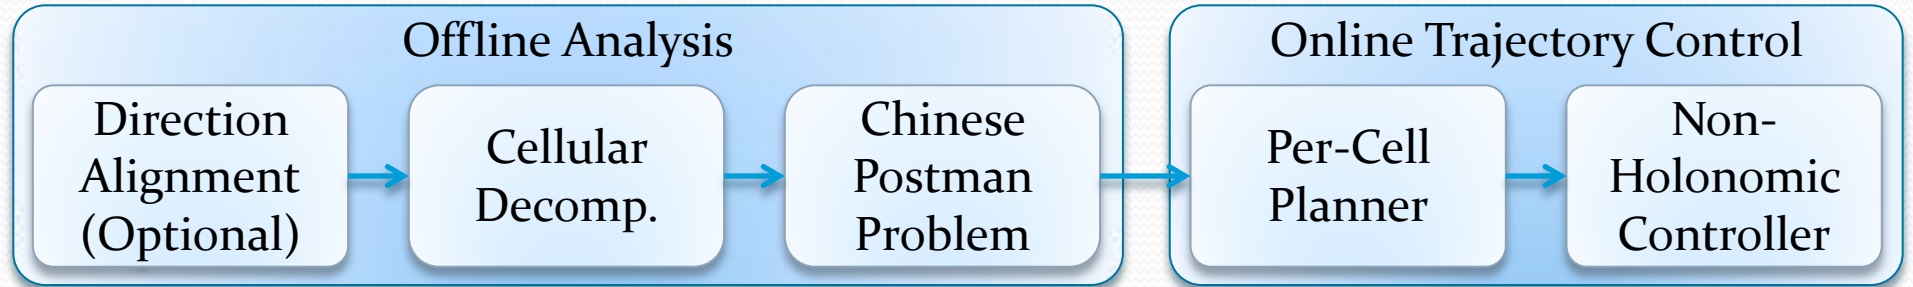 Offline Analysis
Direction
Alignment
(Optional)
Cellular
Decomp.
Chinese
Postman
Problem
Online Trajectory Control
Per-Cell
Planner
Non-
Holonomic
Controller